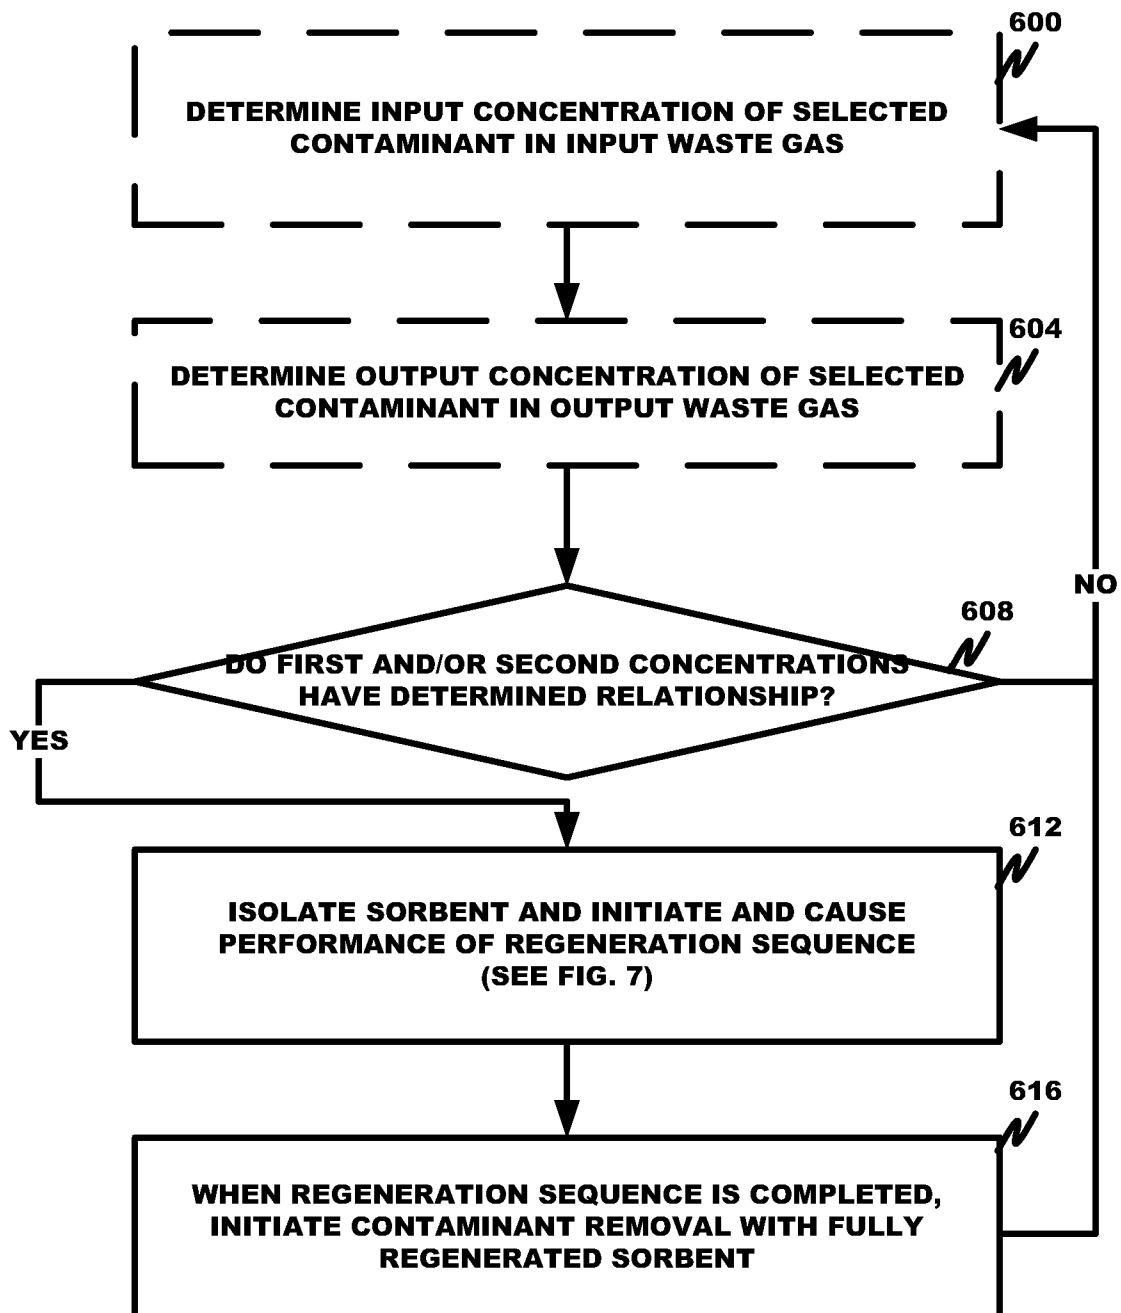 600
DETERMINE INPUT CONCENTRATION OF SELECTED
CONTAMINANT IN INPUT WASTE GAS
604
DETERMINE OUTPUT CONCENTRATION OF SELECTED
CONTAMINANT IN OUTPUT WASTE GAS
NO
608
DO FIRST AND/OR SECOND CONCENTRATIONS
HAVE DETERMINED RELATIONSHIP?
YES
612
ISOLATE SORBENT AND INITIATE AND CAUSE
PERFORMANCE OF REGENERATION SEQUENCE
(SEE FIG. 7)
616
WHEN REGENERATION SEQUENCE IS COMPLETED,
INITIATE CONTAMINANT REMOVAL WITH FULLY
REGENERATED SORBENT